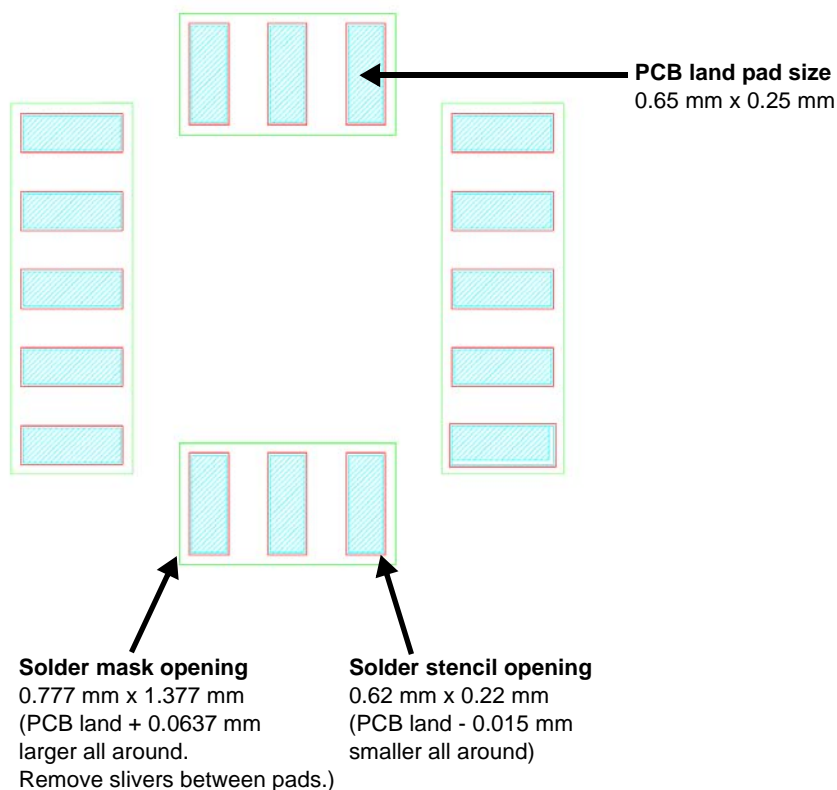 PCB land pad size
0.65 mm x 0.25 mm
Solder mask opening
0.777 mm x 1.377 mm
(PCB land + 0.0637 mm
larger all around.
Remove slivers between pads.)
Solder stencil opening
0.62 mm x 0.22 mm
(PCB land - 0.015 mm
smaller all around)